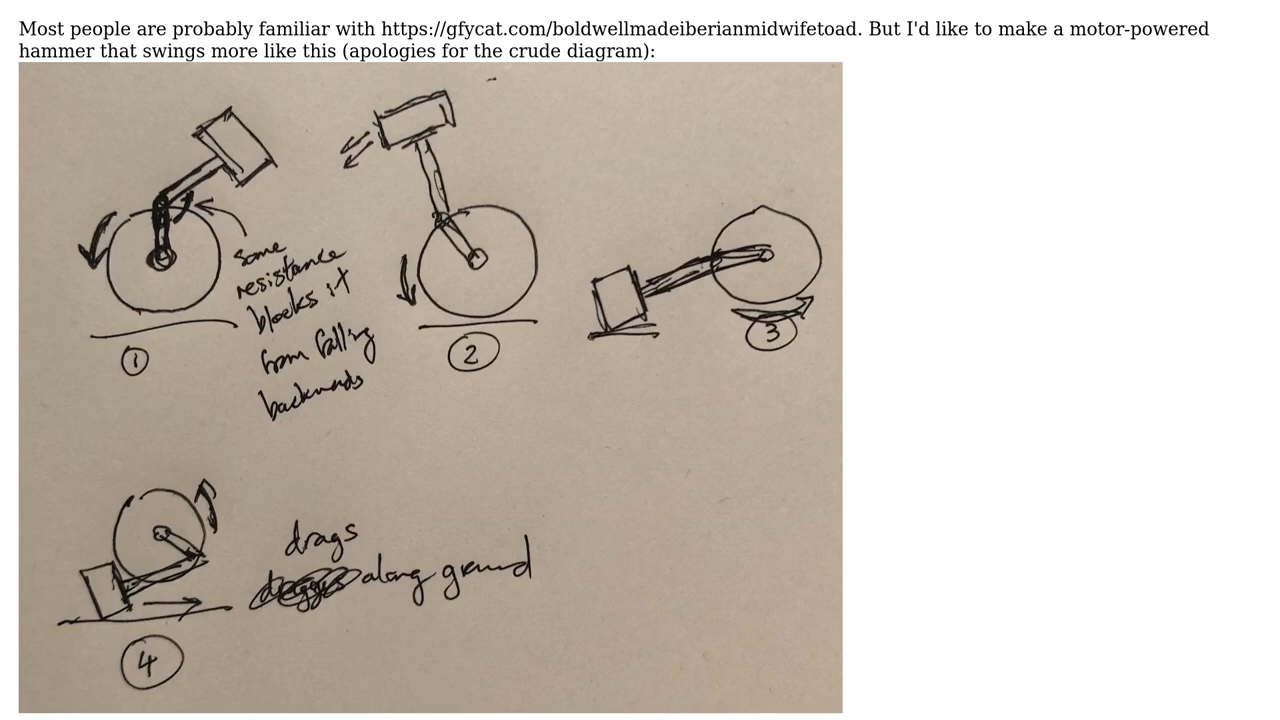 Most people are probably familiar with https://gfycat.com/boldwellmadeiberianmidwifetoad. But I'd like to make a motor-powered
hammer that swings more like this (apologies for the crude diagram):
some
resistance
blocks it
from falling
backwards
1
2
3
drags
along ground
4